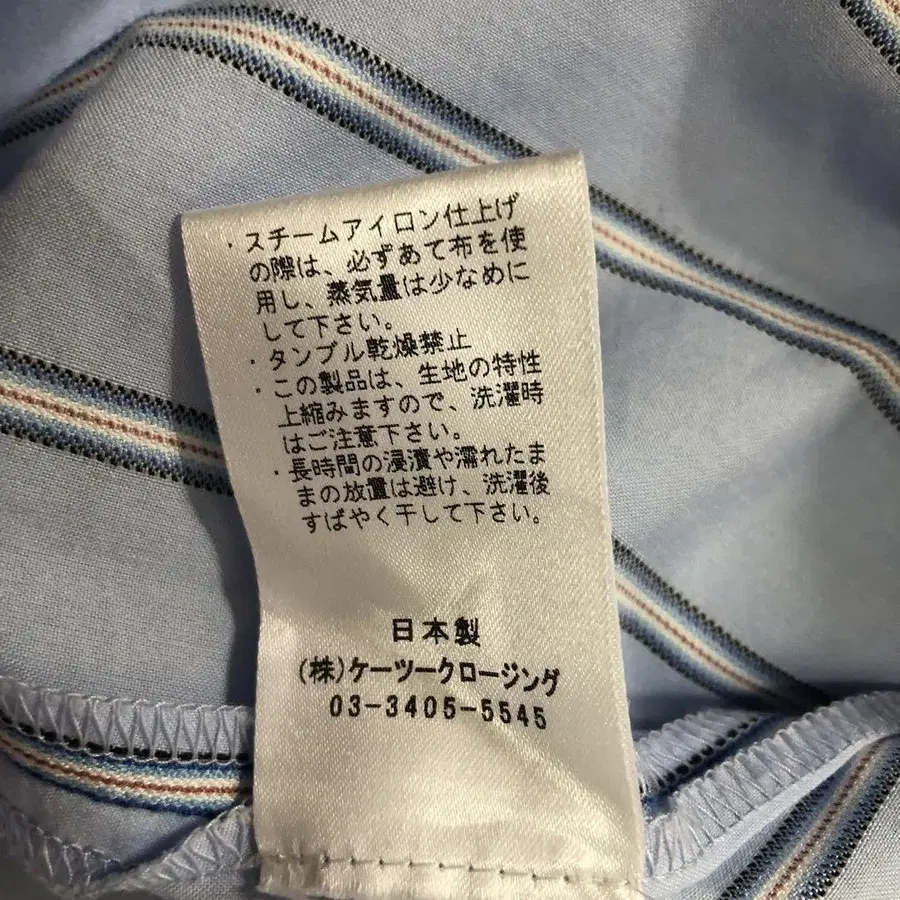 ・スチームアイロン仕上げ
の際は、必ずあて布を使
用し、蒸気量は少なめに
して下さい。
・タンブル乾燥禁止
・この製品は、生地の特性
上縮みますので、洗濯時
はご注意下さい。
・長時間の浸漬や濡れたま
まの放置は避け、洗濯後
すばやく干して下さい。
日本製
(株)ケーツークロージング
03-3405-5545